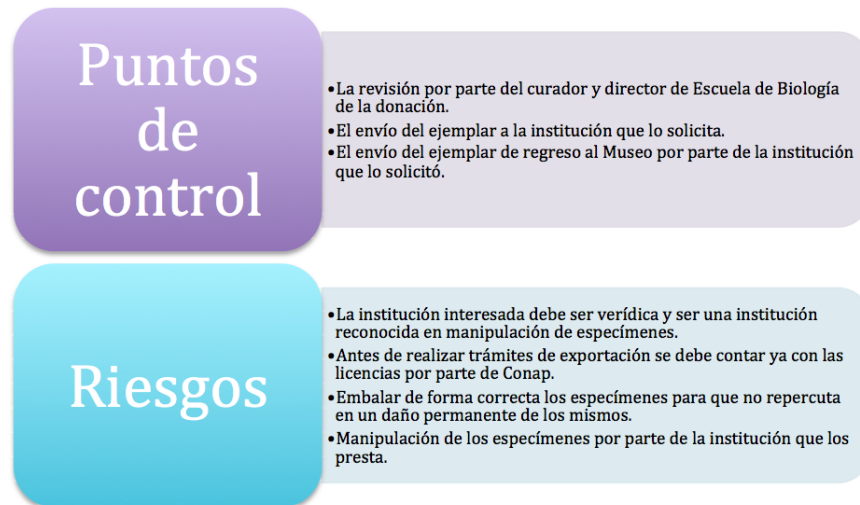 Puntos
de
control
•La revisión por parte del curador y director de Escuela de Biología
de la donación.
•El envío del ejemplar a la institución que lo solicita.
•El envío del ejemplar de regreso al Museo por parte de la institución
que lo solicitó.
Riesgos
•La institución interesada debe ser verídica y ser una institución
reconocida en manipulación de especímenes.
•Antes de realizar trámites de exportación se debe contar ya con las
licencias por parte de Conap.
•Embalar de forma correcta los especímenes para que no repercuta
en un daño permanente de los mismos.
•Manipulación de los especímenes por parte de la institución que los
presta.